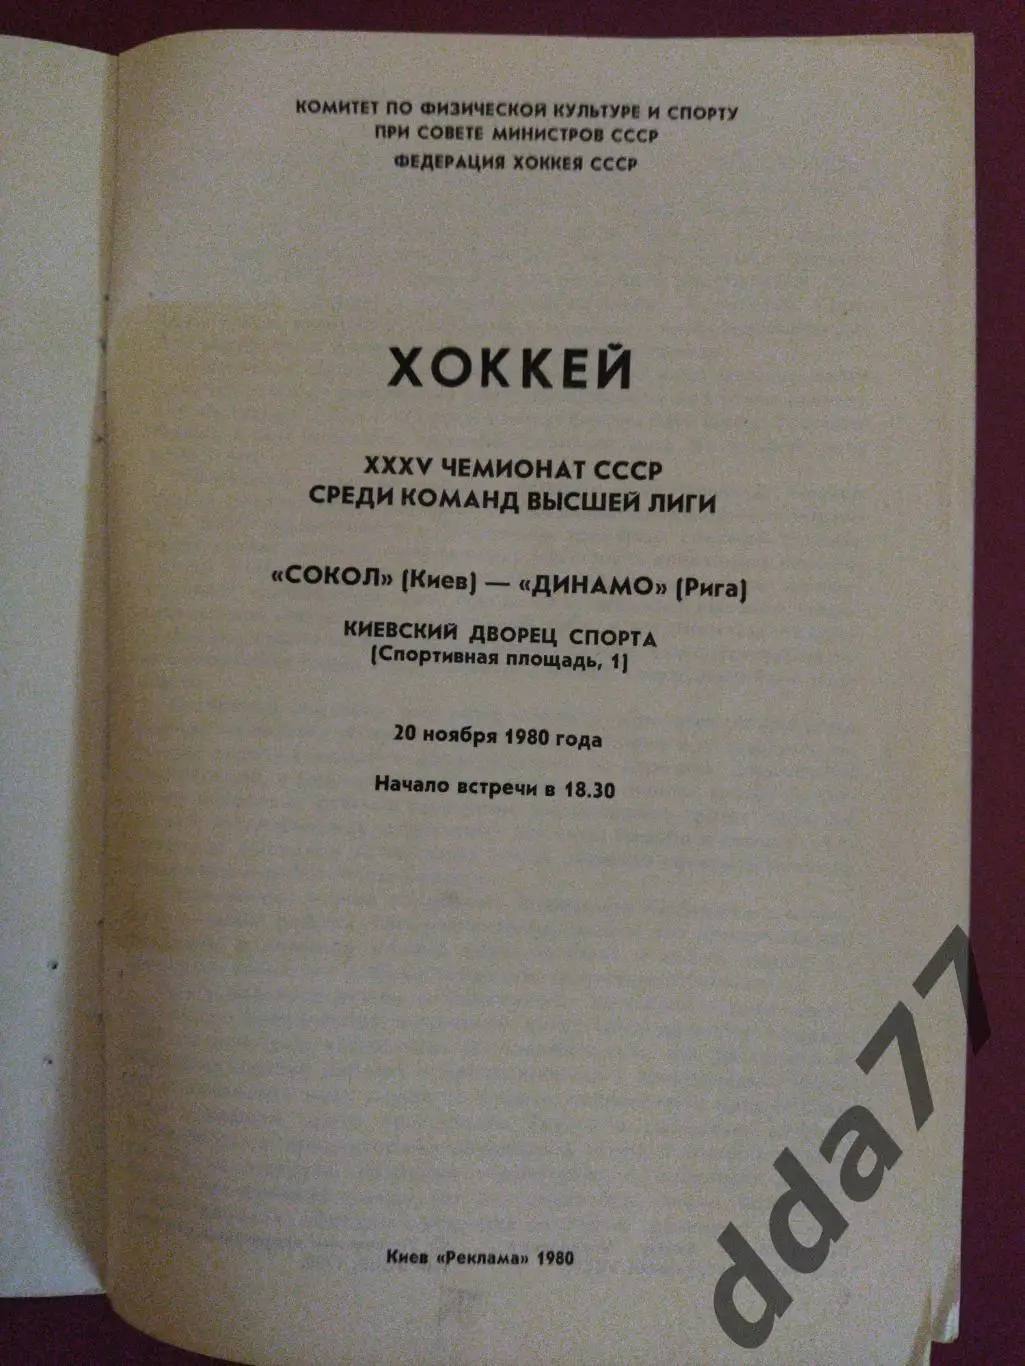 КОМИТЕТ ПО ФИЗИЧЕСКОЙ КУЛЬТУРЕ И СПОРТУ
ПРИ СОВЕТЕ МИНИСТРОВ СССР
ФЕДЕРАЦИЯ ХОККЕЯ СССР
ХОККЕЙ
XXXV ЧЕМИОНАТ СССР
СРЕДИ КОМАНД ВЫСШЕЙ ЛИГИ
«СОКОЛ» (Киев) — «ДИНАМО» (Рига)
КИЕВСКИЙ ДВОРЕЦ СПОРТА
(Спортивная площадь, 1)
20 ноября 1980 года
Начало встречи в 18.30
Киев «Реклама» 1980
dda77